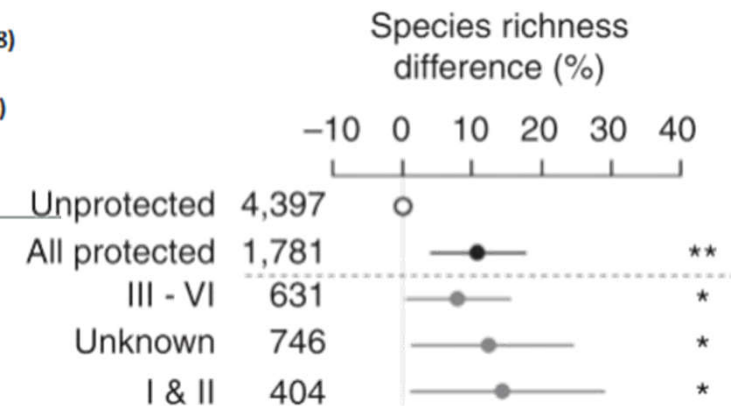 8)
Species richness
difference (%)
)
–10 0 10 20 30 40
Unprotected 4,397
All protected 1,781 **
III - VI 631 *
Unknown 746 *
I & II 404 *